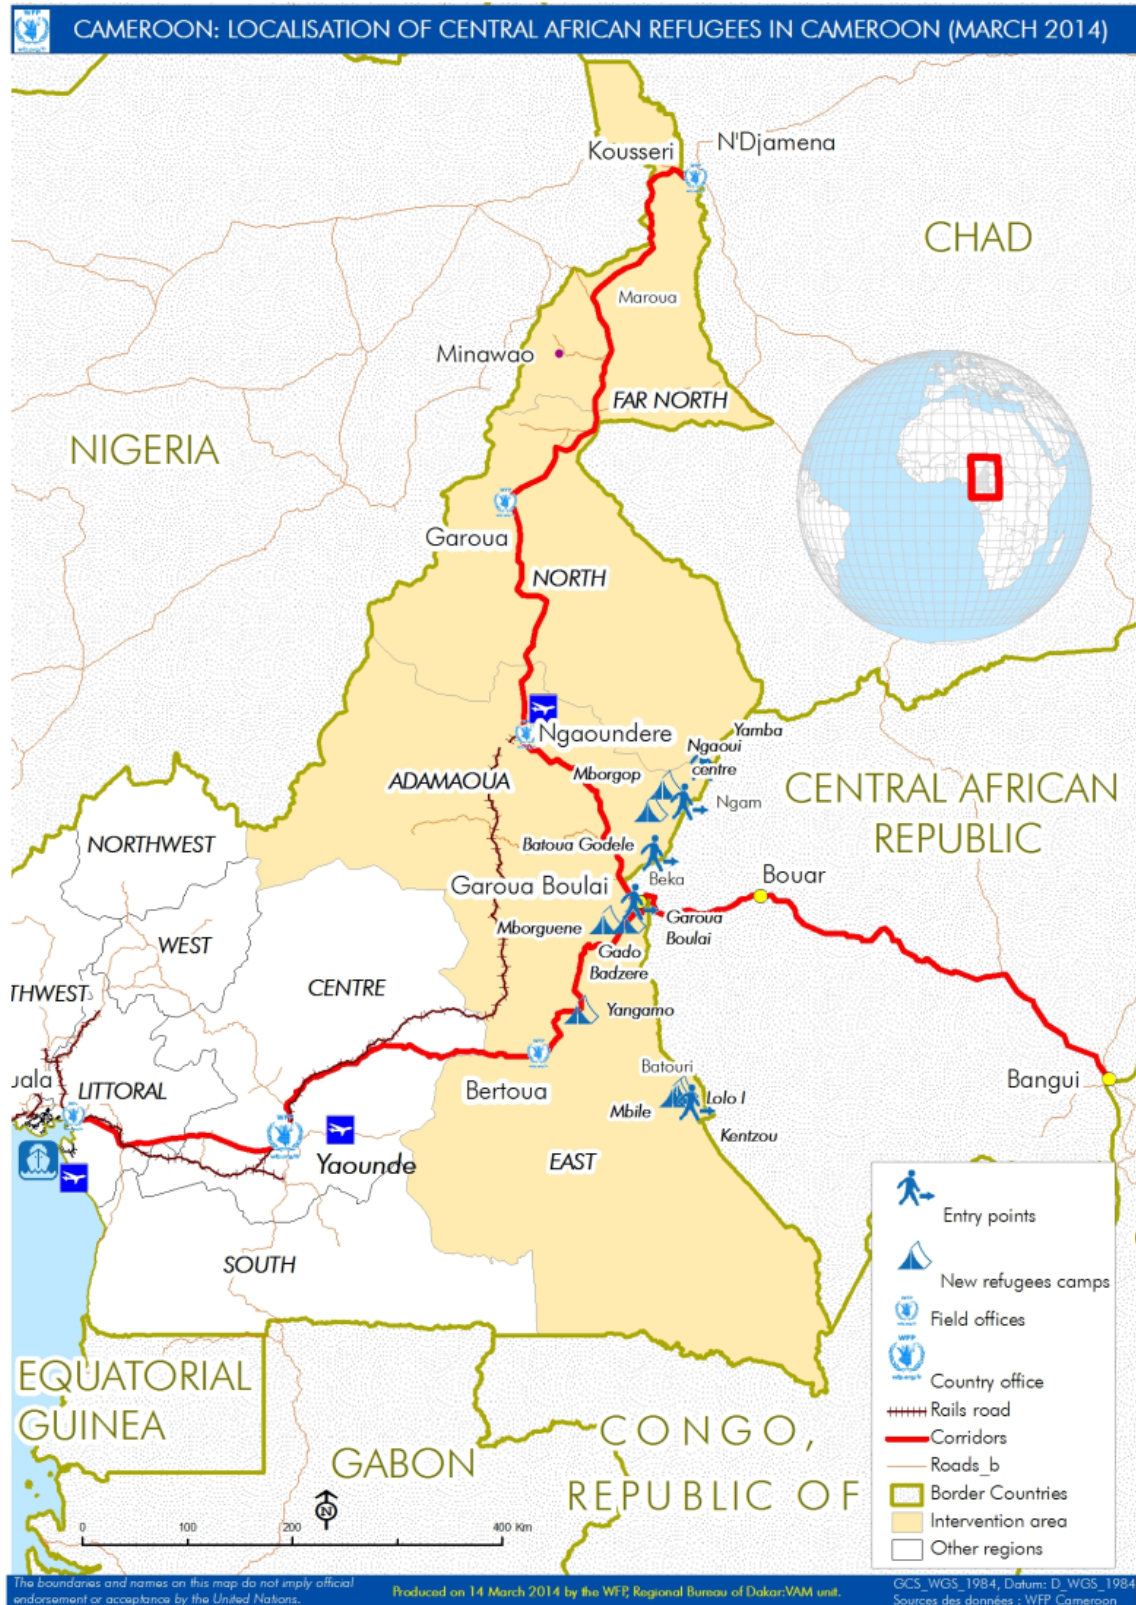 CAMEROON: LOCALISATION OF CENTRAL AFRICAN REFUGEES IN CAMEROON (MARCH 2014)
Kousseri
N'Djamena
CHAD
Maroua
Minawao
FAR NORTH
NIGERIA
Garoua
NORTH
Ngaoundere
Yamba
Ngaoui
centre
Mborgop
ADAMAOUA
Ngam
CENTRAL AFRICAN
REPUBLIC
NORTHWEST
Batoua Godele
Beka
Garoua Boulai
Bouar
Mborguene
Garoua
Boulai
WEST
Gado
Badzere
CENTRE
THWEST
Yangamo
Batouri
Bangui
uala
LITTORAL
Bertoua
Mbile
Lolo I
Kentzou
Yaounde
EAST
SOUTH
EQUATORIAL
GUINEA
GABON
CONGO,
REPUBLIC OF
Entry points
New refugees camps
Field offices
WFP
wfp.org/fr
Country office
Rails road
Corridors
Roads_b
Border Countries
Intervention area
Other regions
N
0 100 200 400 Km
The boundaries and names on this map do not imply official
endorsement or acceptance by the United Nations.
Produced on 14 March 2014 by the WFP, Regional Bureau of Dakar:VAM unit.
GCS_WGS_1984, Datum: D_WGS_1984
Sources des données : WFP Cameroon